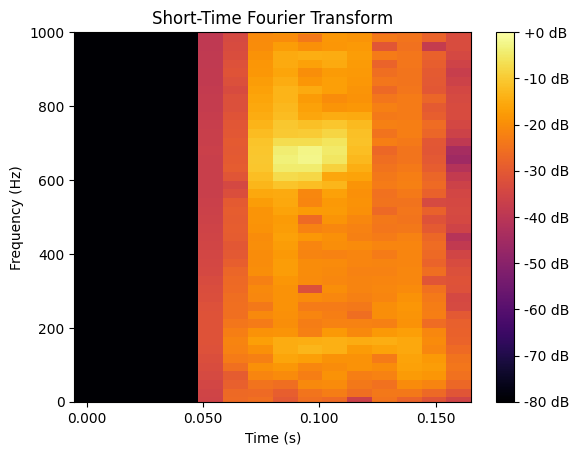 Short-Time Fourier Transform
1000
800
600
400
200
0
Frequency (Hz)
0.000
0.050
0.100
0.150
Time (s)
+0 dB
-10 dB
-20 dB
-30 dB
-40 dB
-50 dB
-60 dB
-70 dB
-80 dB